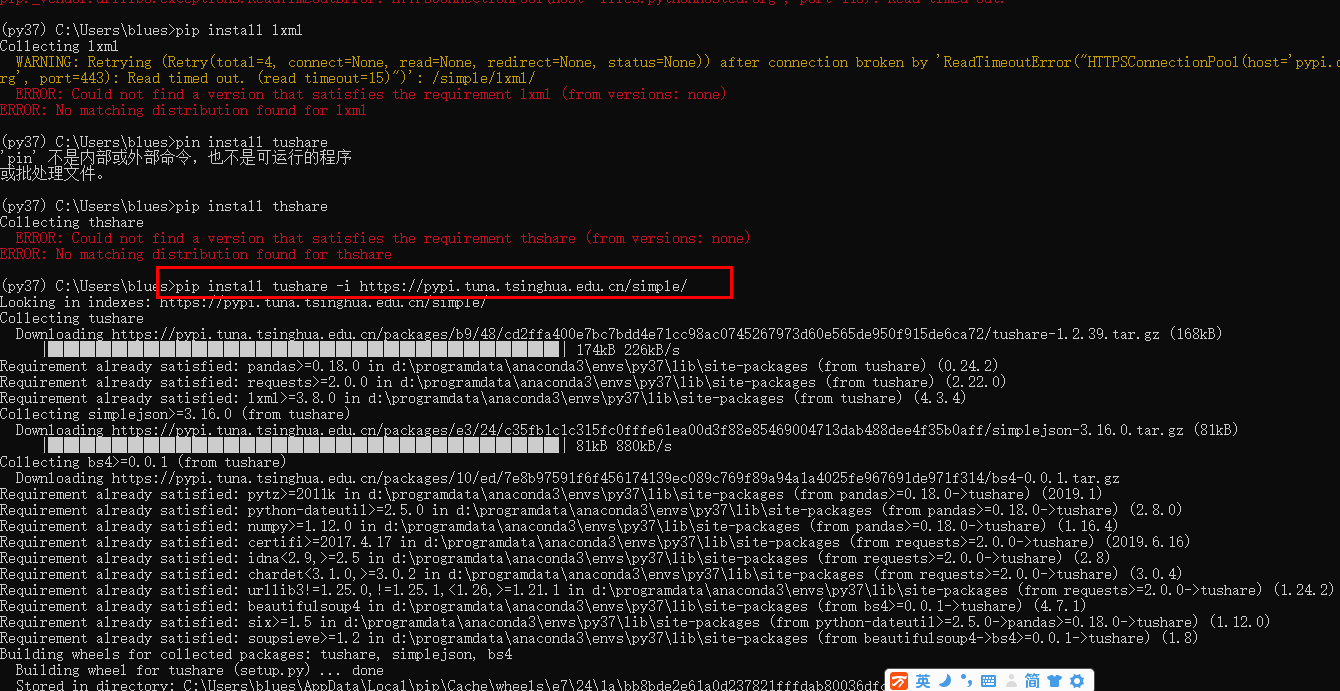 pip._vendor.urllib3.exceptions.ReadTimeoutError: HTTPSConnectionPool(host='files.pythonhosted.org', port=443): Read timed out.
(py37) C:\Users\blues>pip install lxml
Collecting lxml
WARNING: Retrying (Retry(total=4, connect=None, read=None, redirect=None, status=None)) after connection broken by 'ReadTimeoutError("HTTPSConnectionPool(host='pypi.o
rg', port=443): Read timed out. (read timeout=15)")': /simple/lxml/
ERROR: Could not find a version that satisfies the requirement lxml (from versions: none)
ERROR: No matching distribution found for lxml
(py37) C:\Users\blues>pin install tushare
'pin' 不是内部或外部命令，也不是可运行的程序
或批处理文件。
(py37) C:\Users\blues>pip install thshare
Collecting thshare
ERROR: Could not find a version that satisfies the requirement thshare (from versions: none)
ERROR: No matching distribution found for thshare
(py37) C:\Users\blues>pip install tushare -i https://pypi.tuna.tsinghua.edu.cn/simple/
Looking in indexes: https://pypi.tuna.tsinghua.edu.cn/simple/
Collecting tushare
Downloading https://pypi.tuna.tsinghua.edu.cn/packages/b9/48/cd2ffa400e7bc7bdd4e71cc98ac0745267973d60e565de950f915de6ca72/tushare-1.2.39.tar.gz (168kB)
174kB 226kB/s
Requirement already satisfied: pandas>=0.18.0 in d:\programdata\anaconda3\envs\py37\lib\site-packages (from tushare) (0.24.2)
Requirement already satisfied: requests>=2.0.0 in d:\programdata\anaconda3\envs\py37\lib\site-packages (from tushare) (2.22.0)
Requirement already satisfied: lxml>=3.8.0 in d:\programdata\anaconda3\envs\py37\lib\site-packages (from tushare) (4.3.4)
Collecting simplejson>=3.16.0 (from tushare)
Downloading https://pypi.tuna.tsinghua.edu.cn/packages/e3/24/c35fb1c1c315fc0fffe61ea00d3f88e85469004713dab488dee4f35b0aff/simplejson-3.16.0.tar.gz (81kB)
81kB 880kB/s
Collecting bs4>=0.0.1 (from tushare)
Downloading https://pypi.tuna.tsinghua.edu.cn/packages/10/ed/7e8b97591f6f456174139ec089c769f89a94a1a4025fe967691de971f314/bs4-0.0.1.tar.gz
Requirement already satisfied: pytz>=2011k in d:\programdata\anaconda3\envs\py37\lib\site-packages (from pandas>=0.18.0->tushare) (2019.1)
Requirement already satisfied: python-dateutil>=2.5.0 in d:\programdata\anaconda3\envs\py37\lib\site-packages (from pandas>=0.18.0->tushare) (2.8.0)
Requirement already satisfied: numpy>=1.12.0 in d:\programdata\anaconda3\envs\py37\lib\site-packages (from pandas>=0.18.0->tushare) (1.16.4)
Requirement already satisfied: certifi>=2017.4.17 in d:\programdata\anaconda3\envs\py37\lib\site-packages (from requests>=2.0.0->tushare) (2019.6.16)
Requirement already satisfied: idna<2.9,>=2.5 in d:\programdata\anaconda3\envs\py37\lib\site-packages (from requests>=2.0.0->tushare) (2.8)
Requirement already satisfied: chardet<3.1.0,>=3.0.2 in d:\programdata\anaconda3\envs\py37\lib\site-packages (from requests>=2.0.0->tushare) (3.0.4)
Requirement already satisfied: urllib3!=1.25.0,!=1.25.1,<1.26,>=1.21.1 in d:\programdata\anaconda3\envs\py37\lib\site-packages (from requests>=2.0.0->tushare) (1.24.2)
Requirement already satisfied: beautifulsoup4 in d:\programdata\anaconda3\envs\py37\lib\site-packages (from bs4>=0.0.1->tushare) (4.7.1)
Requirement already satisfied: six>=1.5 in d:\programdata\anaconda3\envs\py37\lib\site-packages (from python-dateutil>=2.5.0->pandas>=0.18.0->tushare) (1.12.0)
Requirement already satisfied: soupsieve>=1.2 in d:\programdata\anaconda3\envs\py37\lib\site-packages (from beautifulsoup4->bs4>=0.0.1->tushare) (1.8)
Building wheels for collected packages: tushare, simplejson, bs4
Building wheel for tushare (setup.py) ... done
Stored in directory: C:\Users\blues\AppData\Local\pip\Cache\wheels\e7\24\1a\bb8bde2e61a0d237821fffdab80036dfc
英 简